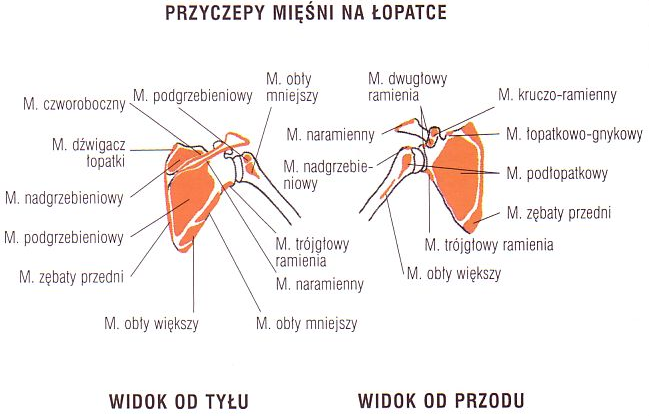 PRZYCZEPY MIĘŚNI NA ŁOPATCE
M. czworoboczny
M. podgrzebieniowy
M. obły
mniejszy
M. dźwigacz
łopatki
M. nadgrzebieniowy
M. podgrzebieniowy
M. zębaty przedni
M. obły większy
M. obły mniejszy
M. trójgłowy
ramienia
M. naramienny
M. dwugłowy
ramienia
M. kruczo-ramienny
M. naramienny
M. łopatkowo-gnykowy
M. nadgrzebie-
niowy
M. podłopatkowy
M. zębaty przedni
M. trójgłowy ramienia
M. obły większy
WIDOK OD TYŁU
WIDOK OD PRZODU